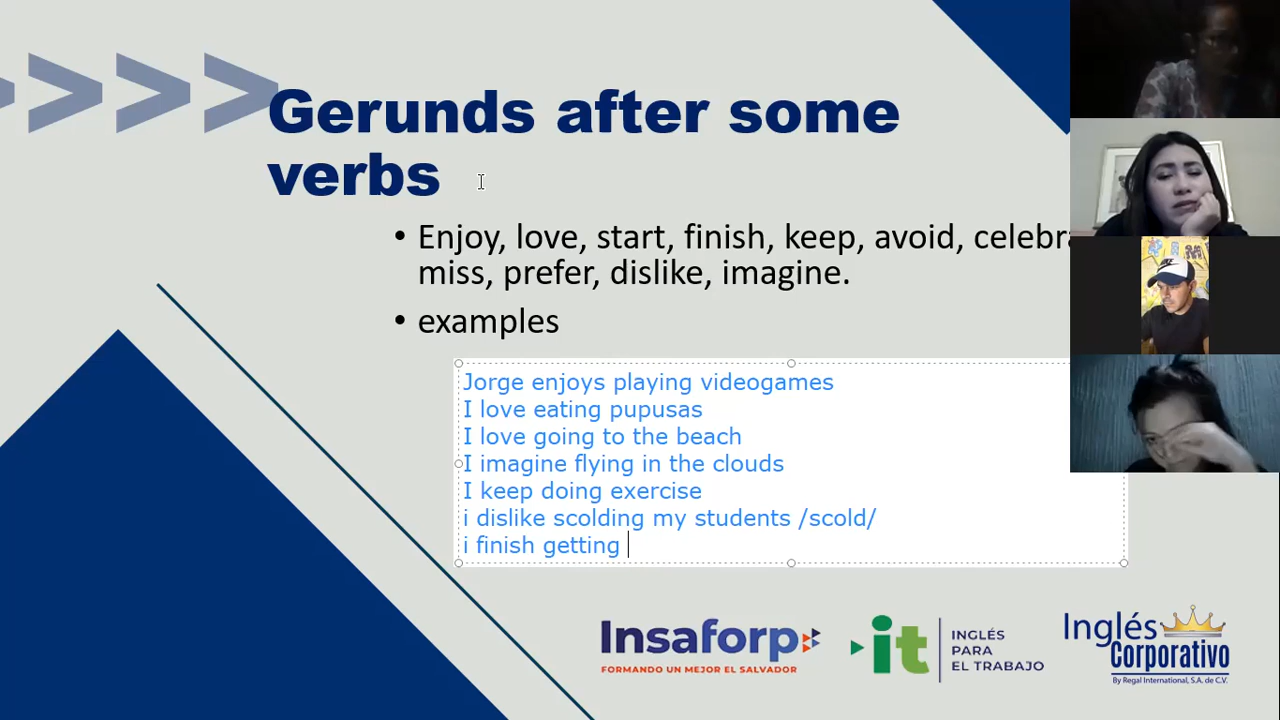 Gerunds after some
verbs
• Enjoy, love, start, finish, keep, avoid,
miss, prefer, dislike, imagine.
• examples
Jorge enjoys playing videogames
I love eating pupusas
I love going to the beach
I imagine flying in the clouds
I keep doing exercise
i dislike scolding my students /scold/
i finish getting
Insaforp
FORMANDO UN MEJOR EL SALVADOR
it
INGLÉS
PARA
EL TRABAJO
Inglés
Corporativo
By Regal International, S.A. de C.V.